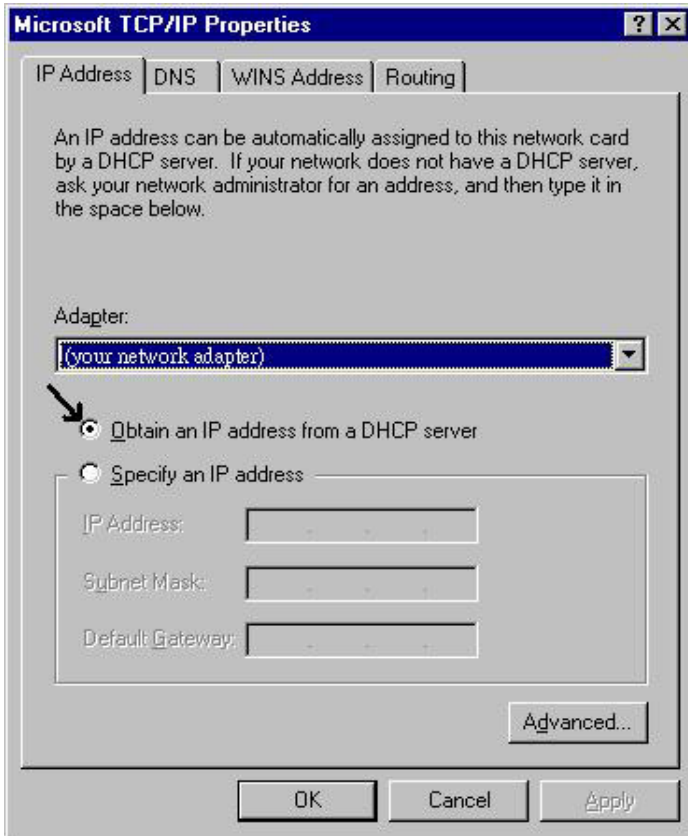 Microsoft TCP/IP Properties
IP Address
DNS
WINS Address
Routing
An IP address can be automatically assigned to this network card
by a DHCP server. If your network does not have a DHCP server,
ask your network administrator for an address, and then type it in
the space below.
Adapter:
(your network adapter)
Obtain an IP address from a DHCP server
Specify an IP address
IP Address:
Subnet Mask:
Default Gateway:
Advanced...
OK
Cancel
Apply